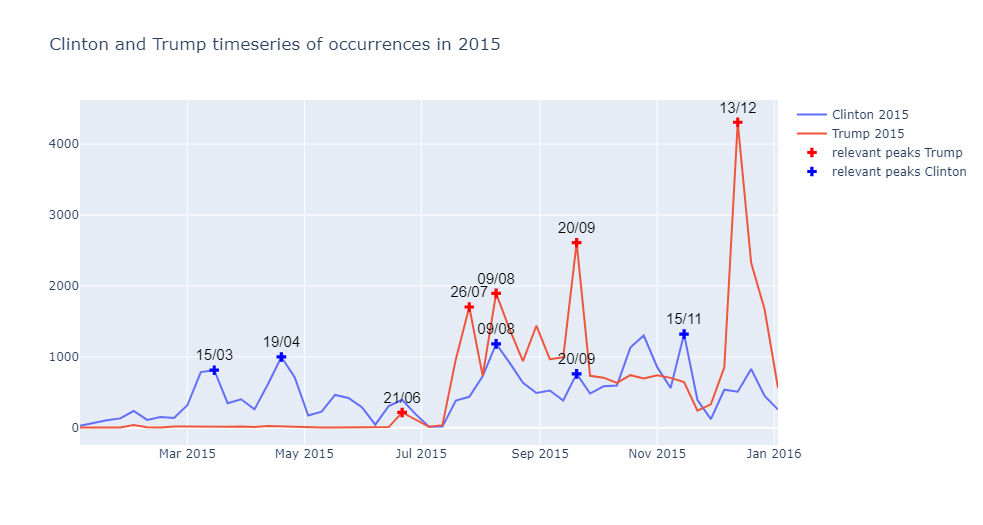 Clinton and Trump timeseries of occurrences in 2015
13/12
Clinton 2015
Trump 2015
relevant peaks Trump
relevant peaks Clinton
4000
3000
20/09
09/08
26/07
2000
09/08
15/11
19/04
15/03
20/09
1000
21/06
0
Mar 2015
May 2015
Jul 2015
Sep 2015
Nov 2015
Jan 2016